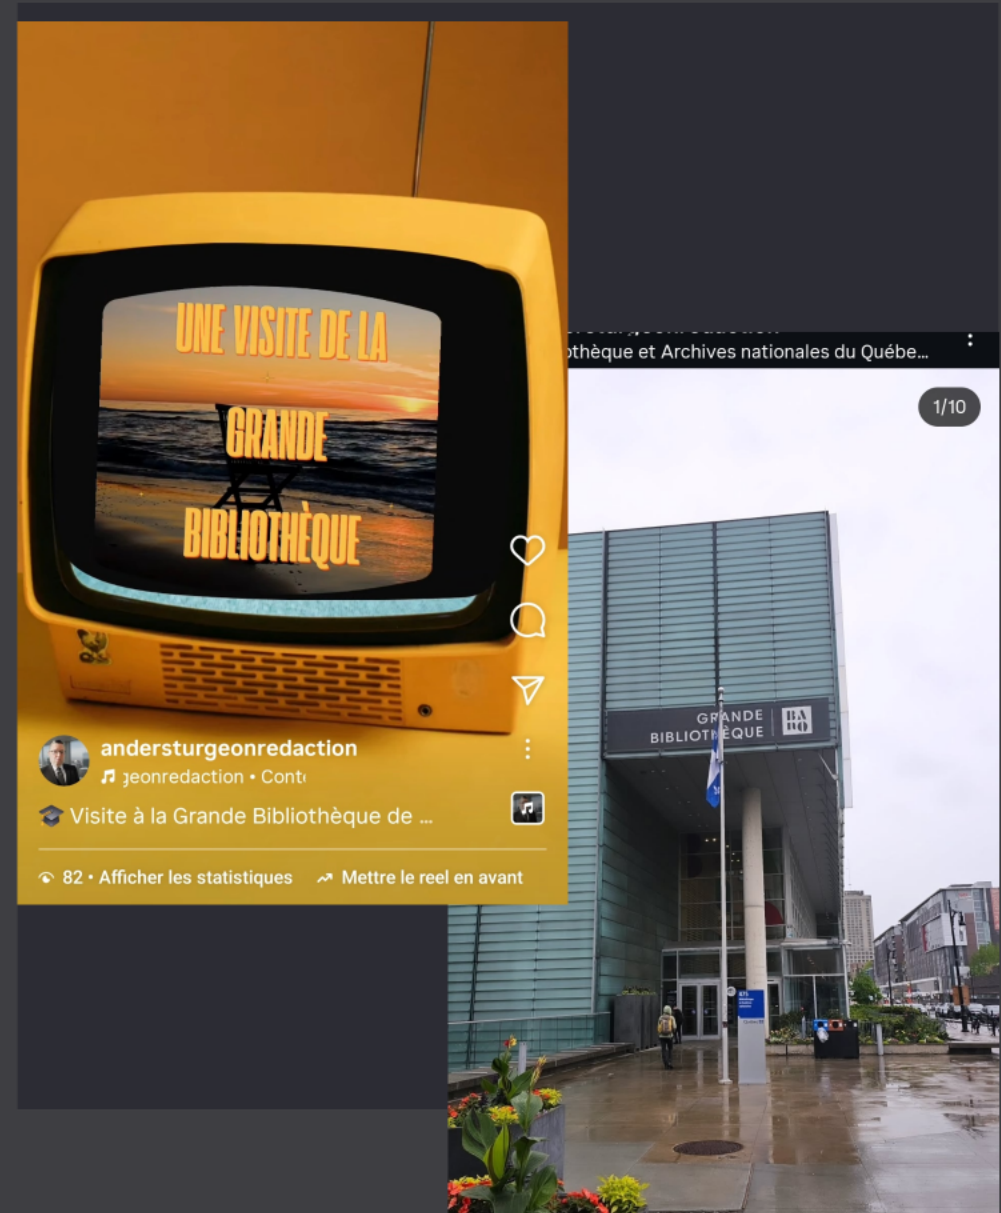 UNE VISITE DE LA
GRANDE
BIBLIOTHÈQUE
andersturgeonredaction
geonredaction • Cont
🎓 Visite à la Grande Bibliothèque de ...
82 • Afficher les statistiques
Mettre le reel en avant
othèque et Archives nationales du Québe...
1/10
GRANDE
BIBLIOTHÈQUE
BA
NQ
475